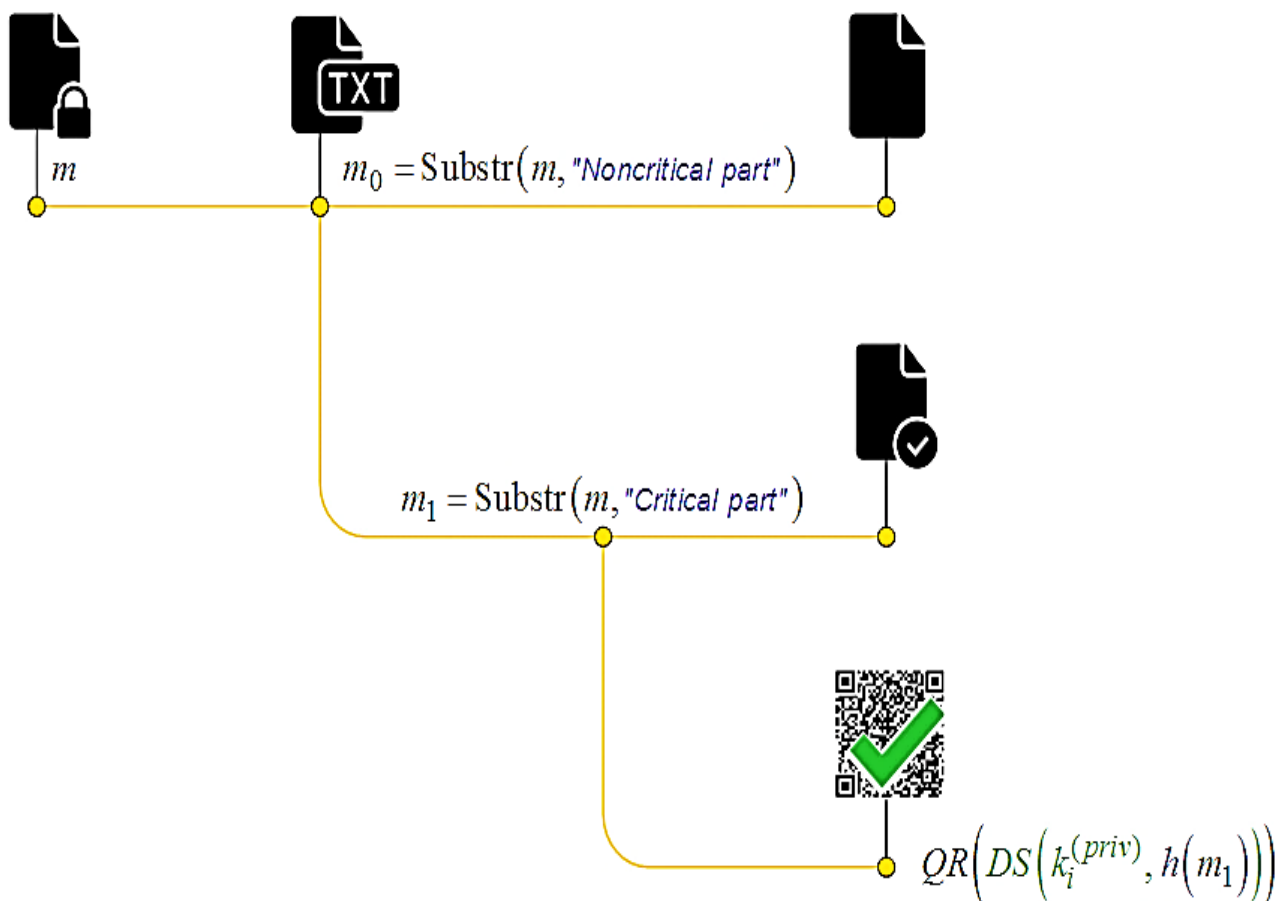 TXT
m
m₀ = Substr(m, "Noncritical part")
m₁ = Substr(m, "Critical part")
QR(DS(kᵢ⁽ᵖʳⁱᵛ⁾, h(m₁)))